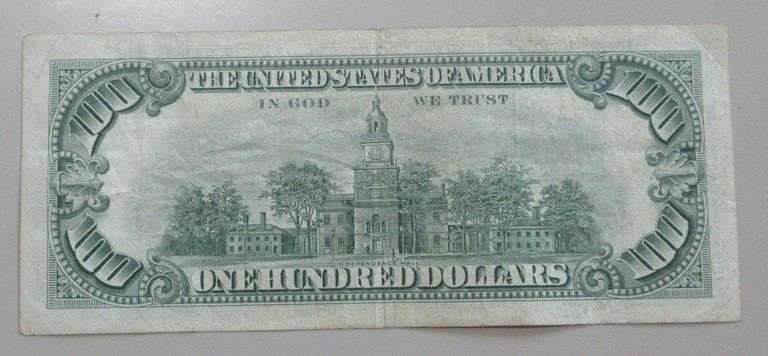 THE UNITED STATES OF AMERICA
100 100
IN GOD WE TRUST
INDEPENDENCE HALL
100 100
ONE HUNDRED DOLLARS